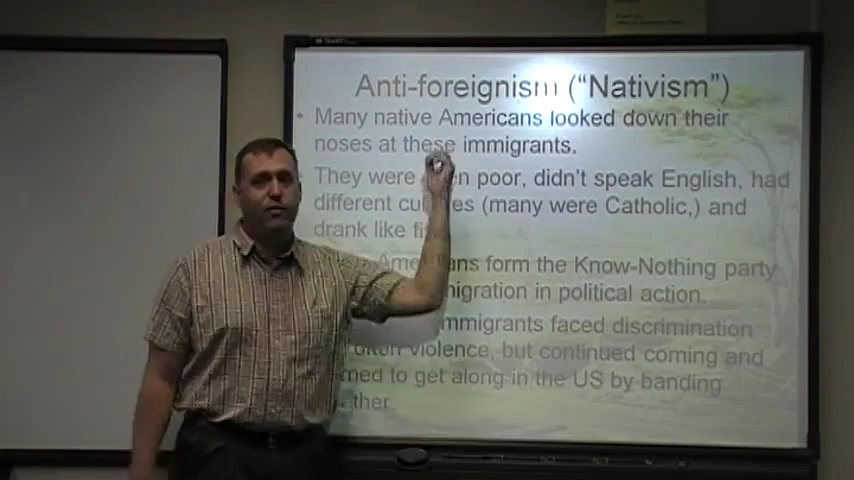 Anti-foreignism ("Nativism")
• Many native Americans looked down their
noses at these immigrants.
They were poor, didn't speak English, had
different (many were Catholic,) and
drank like
form the Know-Nothing party
in political action.
immigrants faced discrimination
often violence, but continued coming and
to get along in the US by banding